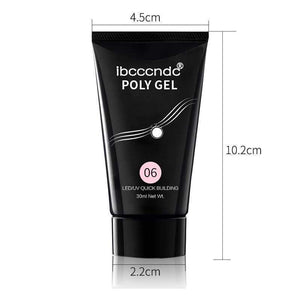 4.5cm
ibcccndc®
POLY GEL
10.2cm
06
LED/UV QUICK BUILDING
30ml Net Wt.
2.2cm